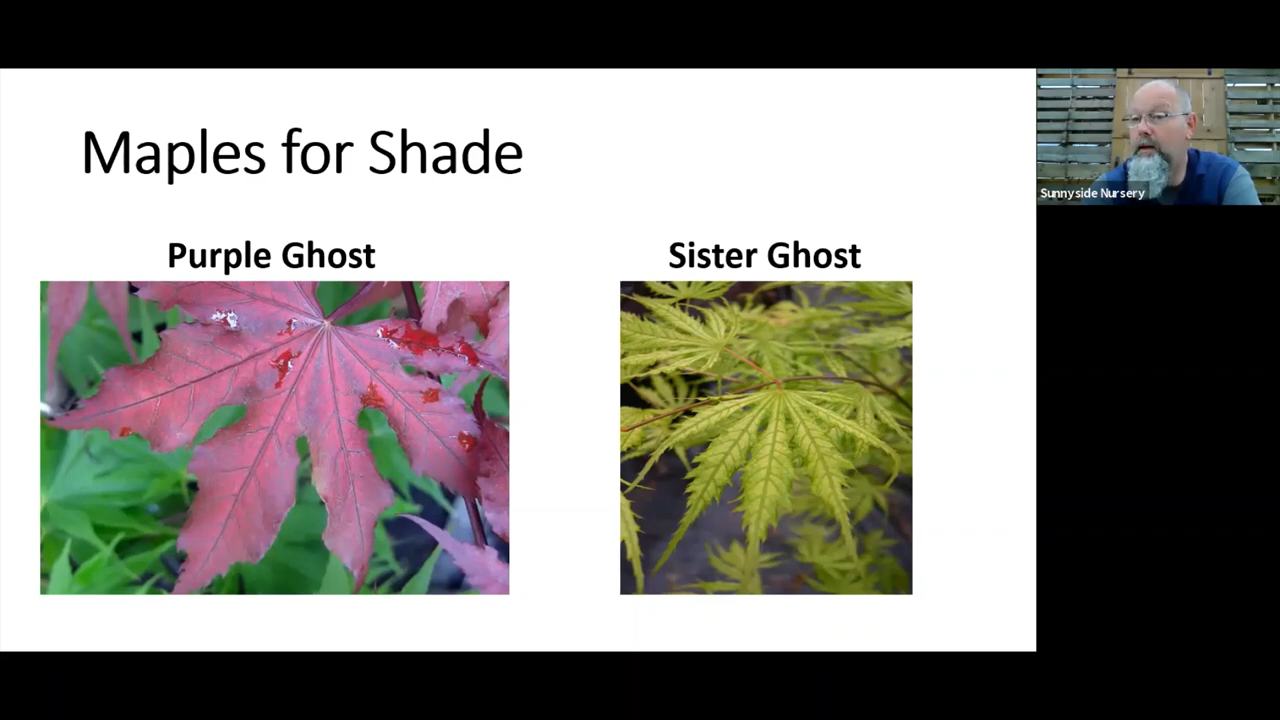 Maples for Shade
Purple Ghost
Sister Ghost
Sunnyside Nursery